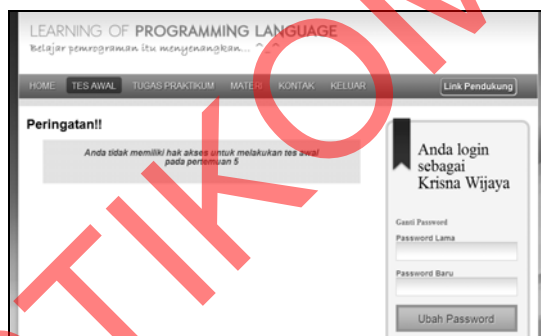 LEARNING OF PROGRAMMING LANGUAGE
Belajar pemrograman itu menyenangkan... ^_^
HOME TES AWAL TUGAS PRAKTIKUM MATERI KONTAK KELUAR Link Pendukung
Peringatan!!
Anda tidak memiliki hak akses untuk melakukan tes awal
pada pertemuan 5
Anda login
sebagai
Krisna Wijaya
Ganti Password
Password Lama
Password Baru
Ubah Password